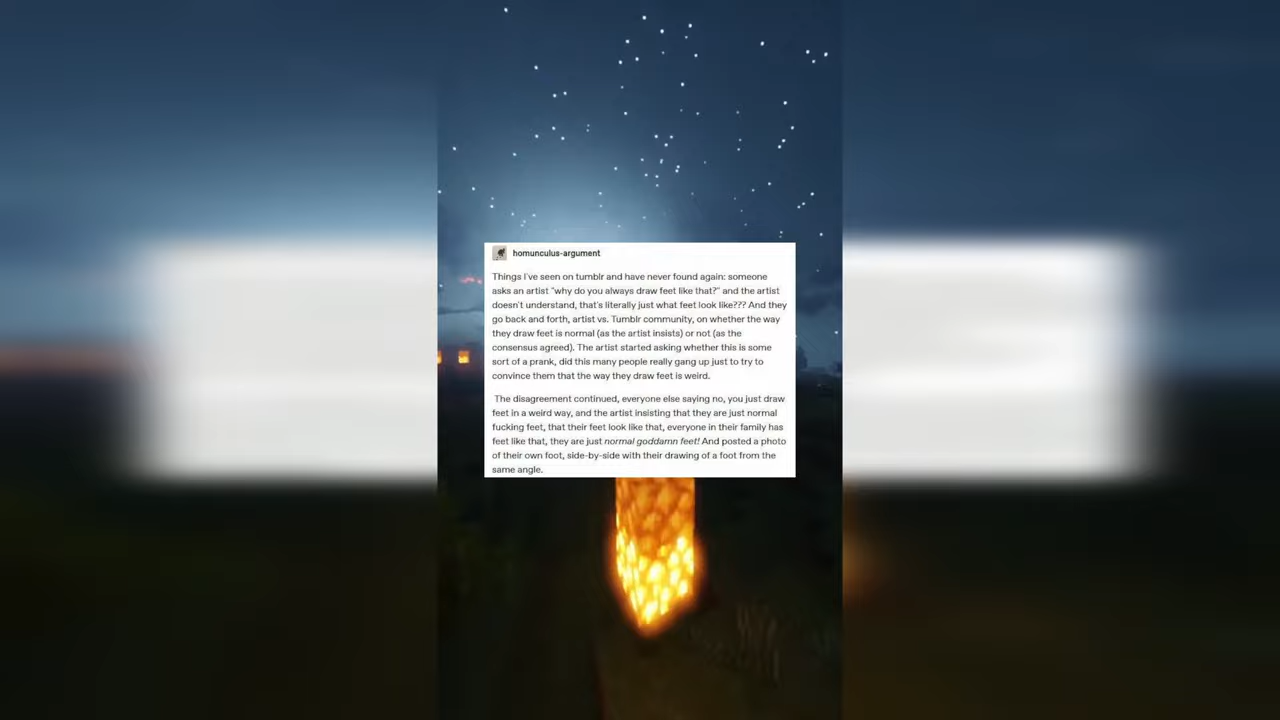 homunculus-argument
Things I've seen on tumblr and have never found again: someone
asks an artist "why do you always draw feet like that?" and the artist
doesn't understand, that's literally just what feet look like??? And they
go back and forth, artist vs. Tumblr community, on whether the way
they draw feet is normal (as the artist insists) or not (as the
consensus agreed). The artist started asking whether this is some
sort of a prank, did this many people really gang up just to try to
convince them that the way they draw feet is weird.
The disagreement continued, everyone else saying no, you just draw
feet in a weird way, and the artist insisting that they are just normal
fucking feet, that their feet look like that, everyone in their family has
feet like that, they are just normal goddamn feet! And posted a photo
of their own foot, side-by-side with their drawing of a foot from the
same angle.